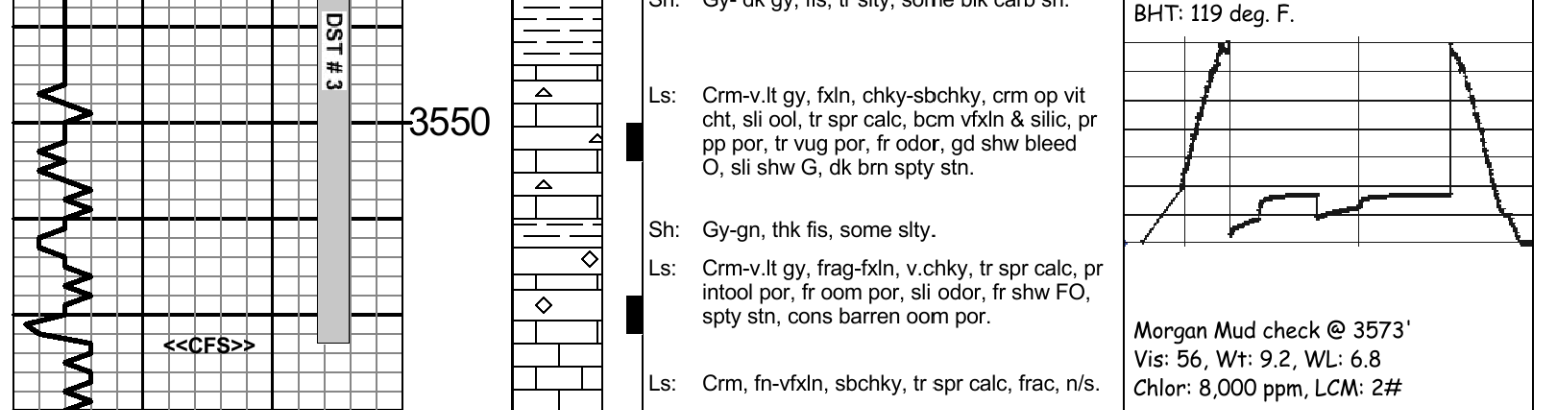 Sh: Gy- dk gy, fis, tr slty, some blk carb sh.
BHT: 119 deg. F.
DST # 3
3550
Ls: Crm-v.lt gy, fxln, chky-sbchky, crm op vit
cht, sli ool, tr spr calc, bcm vfxln & silic, pr
pp por, tr vug por, fr odor, gd shw bleed
O, sli shw G, dk brn spty stn.
Sh: Gy-gn, thk fis, some slty.
Ls: Crm-v.lt gy, frag-fxln, v.chky, tr spr calc, pr
intool por, fr oom por, sli odor, fr shw FO,
spty stn, cons barren oom por.
<<CFS>>
Ls: Crm, fn-vfxln, sbchky, tr spr calc, frac, n/s.
Morgan Mud check @ 3573'
Vis: 56, Wt: 9.2, WL: 6.8
Chlor: 8,000 ppm, LCM: 2#